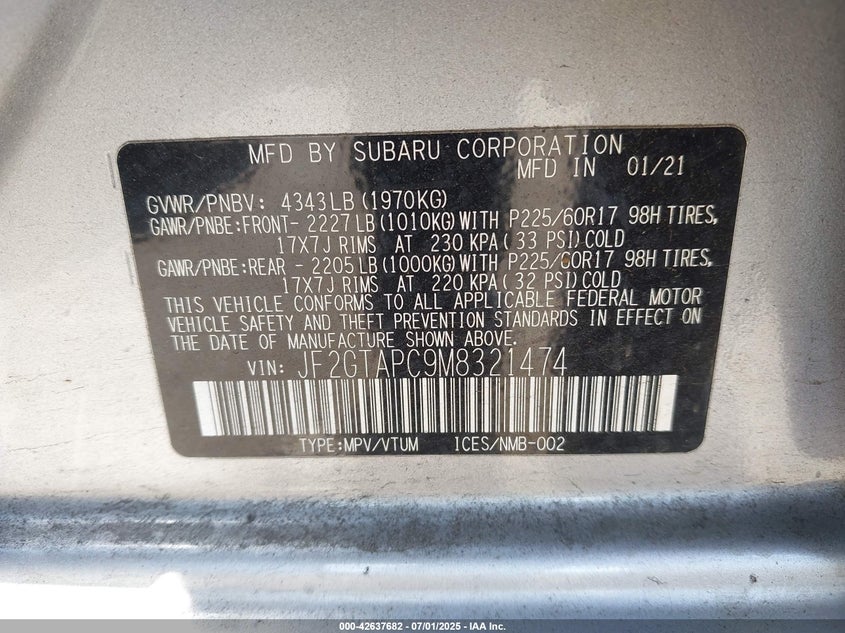 MFD BY SUBARU CORPORATION
MFD IN 01/21
GVWR/PNBV: 4343LB (1970KG)
GAWR/PNBE:FRONT- 2227LB (1010KG) WITH P225/60R17 98H TIRES,
17X7J RIMS AT 230 KPA( 33 PSI) COLD
GAWR/PNBE:REAR - 2205LB (1000KG) WITH P225/60R17 98H TIRES,
17X7J RIMS AT 220 KPA( 32 PSI) COLD
THIS VEHICLE CONFORMS TO ALL APPLICABLE FEDERAL MOTOR
VEHICLE SAFETY AND THEFT PREVENTION STANDARDS IN EFFECT ON
THE DATE OF MANUFACTURE SHOWN ABOVE.
VIN: JF2GTAPC9M8321474
TYPE:MPV/VTUM ICES/NMB-002
000-42637682 - 07/01/2025 - IAA Inc.